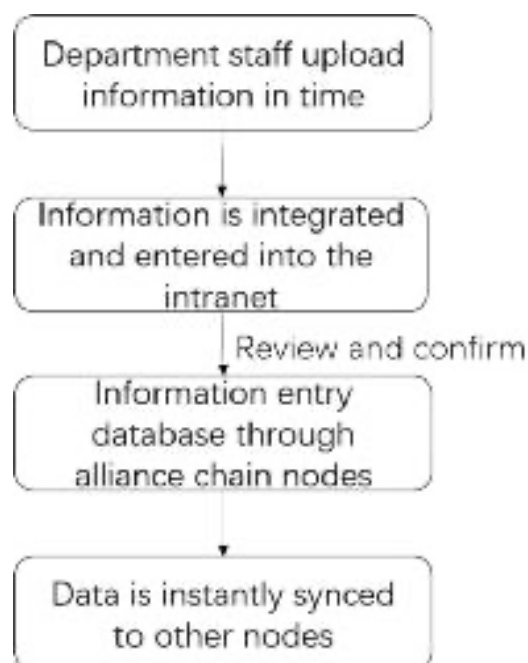 Department staff upload
information in time
Information is integrated
and entered into the
intranet
Review and confirm
Information entry
database through
alliance chain nodes
Data is instantly synced
to other nodes